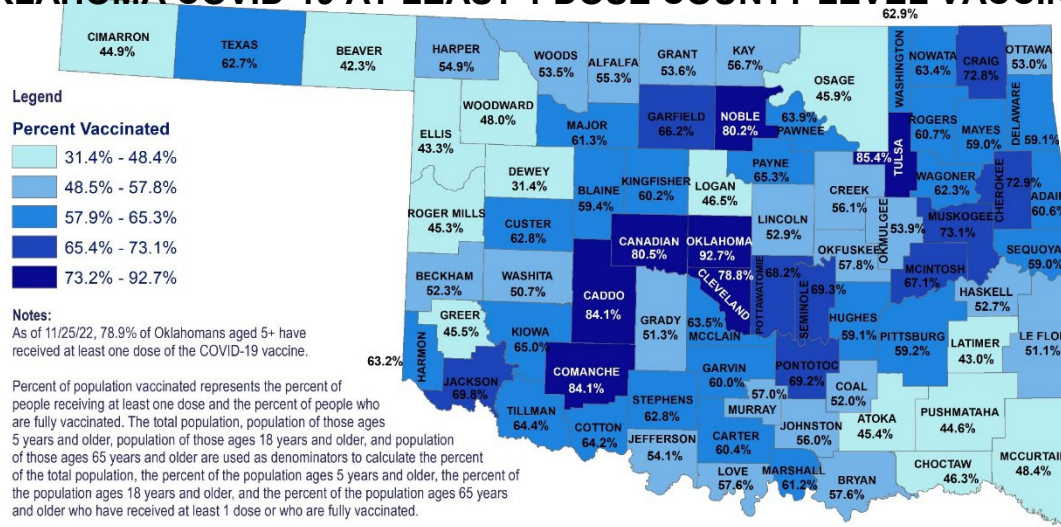 OKLAHOMA COVID-19 AT LEAST 1 DOSE COUNTY LEVEL
62.9%
CIMARRON
44.9%
TEXAS
62.7%
BEAVER
42.3%
HARPER
54.9%
WOODS
53.5%
ALFALFA
55.3%
GRANT
53.6%
KAY
56.7%
OSAGE
45.9%
WASHINGTON
NOWATA
63.4%
CRAIG
72.8%
OTTAWA
53.0%
Legend
Percent Vaccinated
31.4% - 48.4%
48.5% - 57.8%
57.9% - 65.3%
65.4% - 73.1%
73.2% - 92.7%
WOODWARD
48.0%
ELLIS
43.3%
MAJOR
61.3%
GARFIELD
66.2%
NOBLE
80.2%
63.9%
PAWNEE
ROGERS
60.7%
MAYES
59.0%
DELAWARE
59.1%
DEWEY
31.4%
BLAINE
59.4%
KINGFISHER
60.2%
LOGAN
46.5%
PAYNE
65.3%
CREEK
56.1%
85.4%
TULSA
WAGONER
62.3%
CHEROKEE
72.9%
ADAIR
60.6%
ROGER MILLS
45.3%
CUSTER
62.8%
CANADIAN
80.5%
OKLAHOMA
92.7%
LINCOLN
52.9%
OKFUSKEE
57.8%
OKMULGEE
53.9%
MUSKOGEE
73.1%
SEQUOYA
59.0%
BECKHAM
52.3%
WASHITA
50.7%
CADDO
84.1%
GRADY
51.3%
CLEVELAND
78.8%
POTTAWATOMIE
68.2%
SEMINOLE
69.3%
MCINTOSH
67.1%
HASKELL
52.7%
Notes:
As of 11/25/22, 78.9% of Oklahomans aged 5+ have
received at least one dose of the COVID-19 vaccine.
GREER
45.5%
KIOWA
65.0%
63.5%
MCCLAIN
HUGHES
59.1%
PITTSBURG
59.2%
LATIMER
43.0%
LE FLO
51.1%
63.2%
HARMON
JACKSON
69.8%
COMANCHE
84.1%
GARVIN
60.0%
PONTOTOC
69.2%
COAL
52.0%
TILLMAN
64.4%
COTTON
64.2%
STEPHENS
62.8%
57.0%
MURRAY
JOHNSTON
56.0%
ATOKA
45.4%
PUSHMATAHA
44.6%
JEFFERSON
54.1%
CARTER
60.4%
LOVE
57.6%
MARSHALL
61.2%
BRYAN
57.6%
CHOCTAW
46.3%
MCCURTAIN
48.4%
Percent of population vaccinated represents the percent of
people receiving at least one dose and the percent of people who
are fully vaccinated. The total population, population of those ages
5 years and older, population of those ages 18 years and older, and population
of those ages 65 years and older are used as denominators to calculate the percent
of the total population, the percent of the population ages 5 years and older, the percent of
the population ages 18 years and older, and the percent of the population ages 65 years
and older who have received at least 1 dose or who are fully vaccinated.